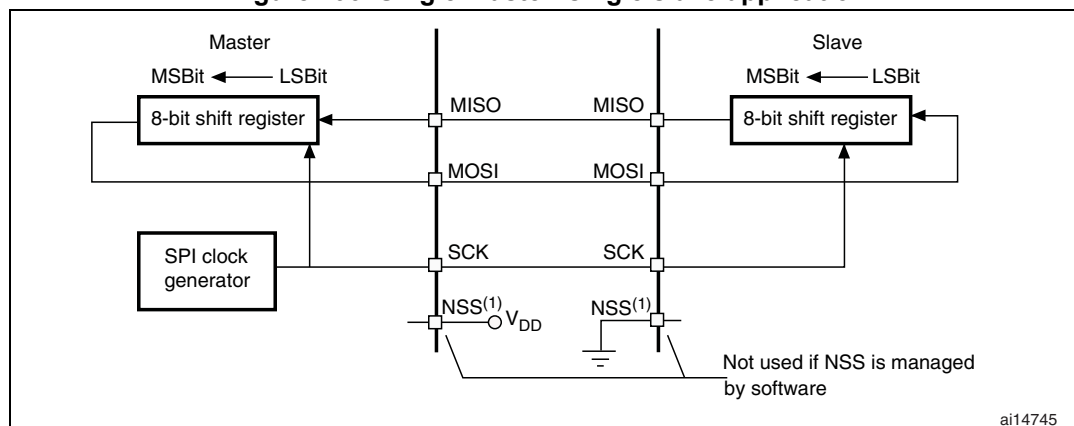 Master
Slave
MSBit LSBit
MSBit LSBit
8-bit shift register
MISO
MISO
8-bit shift register
MOSI
MOSI
SPI clock
generator
SCK
SCK
NSS(1)
VDD
NSS(1)
Not used if NSS is managed
by software
ai14745